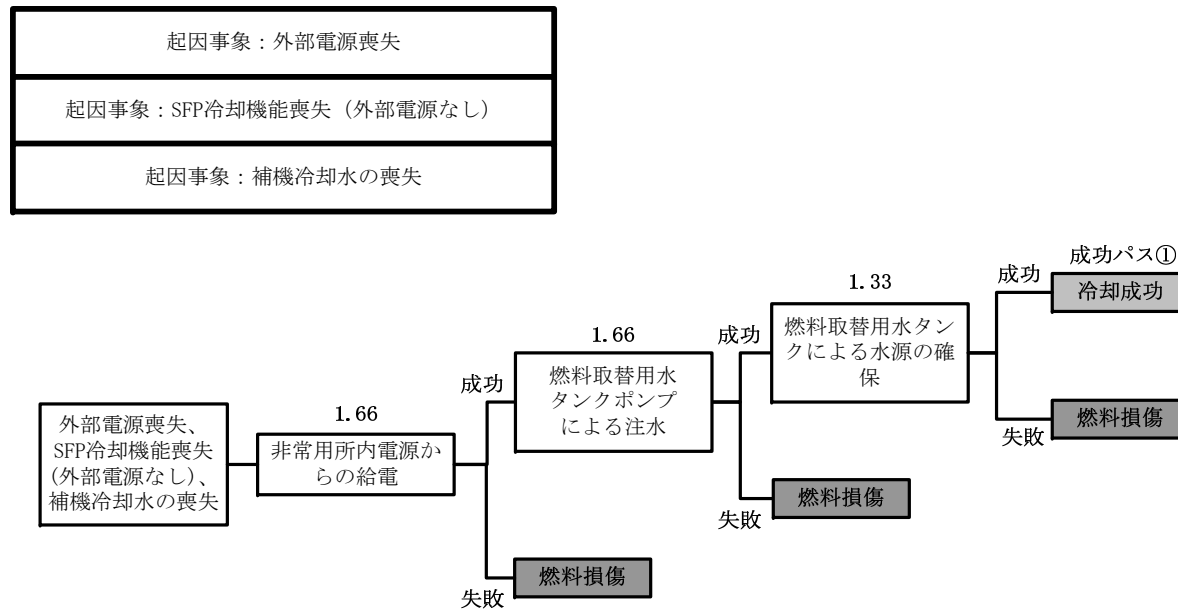 起因事象：外部電源喪失
起因事象：SFP冷却機能喪失（外部電源なし）
起因事象：補機冷却水の喪失
外部電源喪失、
SFP冷却機能喪失
(外部電源なし)、
補機冷却水の喪失
1.66
非常用所内電源か
らの給電
成功
失敗
燃料損傷
1.66
燃料取替用水
タンクポンプ
による注水
成功
失敗
燃料損傷
1.33
燃料取替用水タン
クによる水源の確
保
成功
成功パス①
冷却成功
失敗
燃料損傷